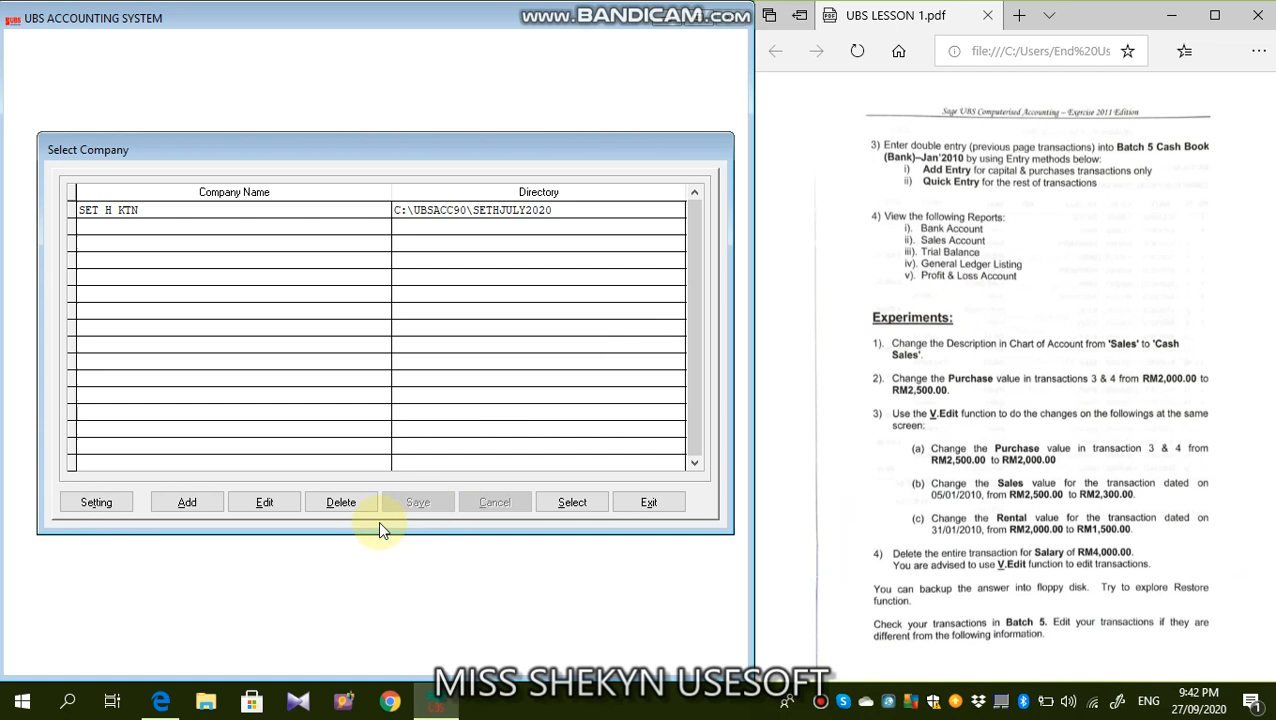 UBS ACCOUNTING SYSTEM
www.BANDICAM.com
UBS LESSON 1.pdf
file:///C:/Users/End%20Us
Sage UBS Computerised Accounting – Exercise 2011 Edition
Select Company
Company Name Directory
SET H KTN C:\UBSACC90\SETHJULY2020
Setting Add Edit Delete Save Cancel Select Exit
3) Enter double entry (previous page transactions) into Batch 5 Cash Book
(Bank)–Jan'2010 by using Entry methods below:
i) Add Entry for capital & purchases transactions only
ii) Quick Entry for the rest of transactions
4) View the following Reports:
i). Bank Account
ii). Sales Account
iii). Trial Balance
iv). General Ledger Listing
v). Profit & Loss Account
Experiments:
1). Change the Description in Chart of Account from 'Sales' to 'Cash
Sales'.
2). Change the Purchase value in transactions 3 & 4 from RM2,000.00 to
RM2,500.00.
3) Use the V.Edit function to do the changes on the followings at the same
screen;
(a) Change the Purchase value in transaction 3 & 4 from
RM2,500.00 to RM2,000.00
(b) Change the Sales value for the transaction dated on
05/01/2010, from RM2,500.00 to RM2,300.00.
(c) Change the Rental value for the transaction dated on
31/01/2010, from RM2,000.00 to RM1,500.00.
4) Delete the entire transaction for Salary of RM4,000.00.
You are advised to use V.Edit function to edit transactions.
You can backup the answer into floppy disk. Try to explore Restore
function.
Check your transactions in Batch 5. Edit your transactions if they are
different from the following information.
MISS SHEKYN USESOFT
ENG
9:42 PM
27/09/2020